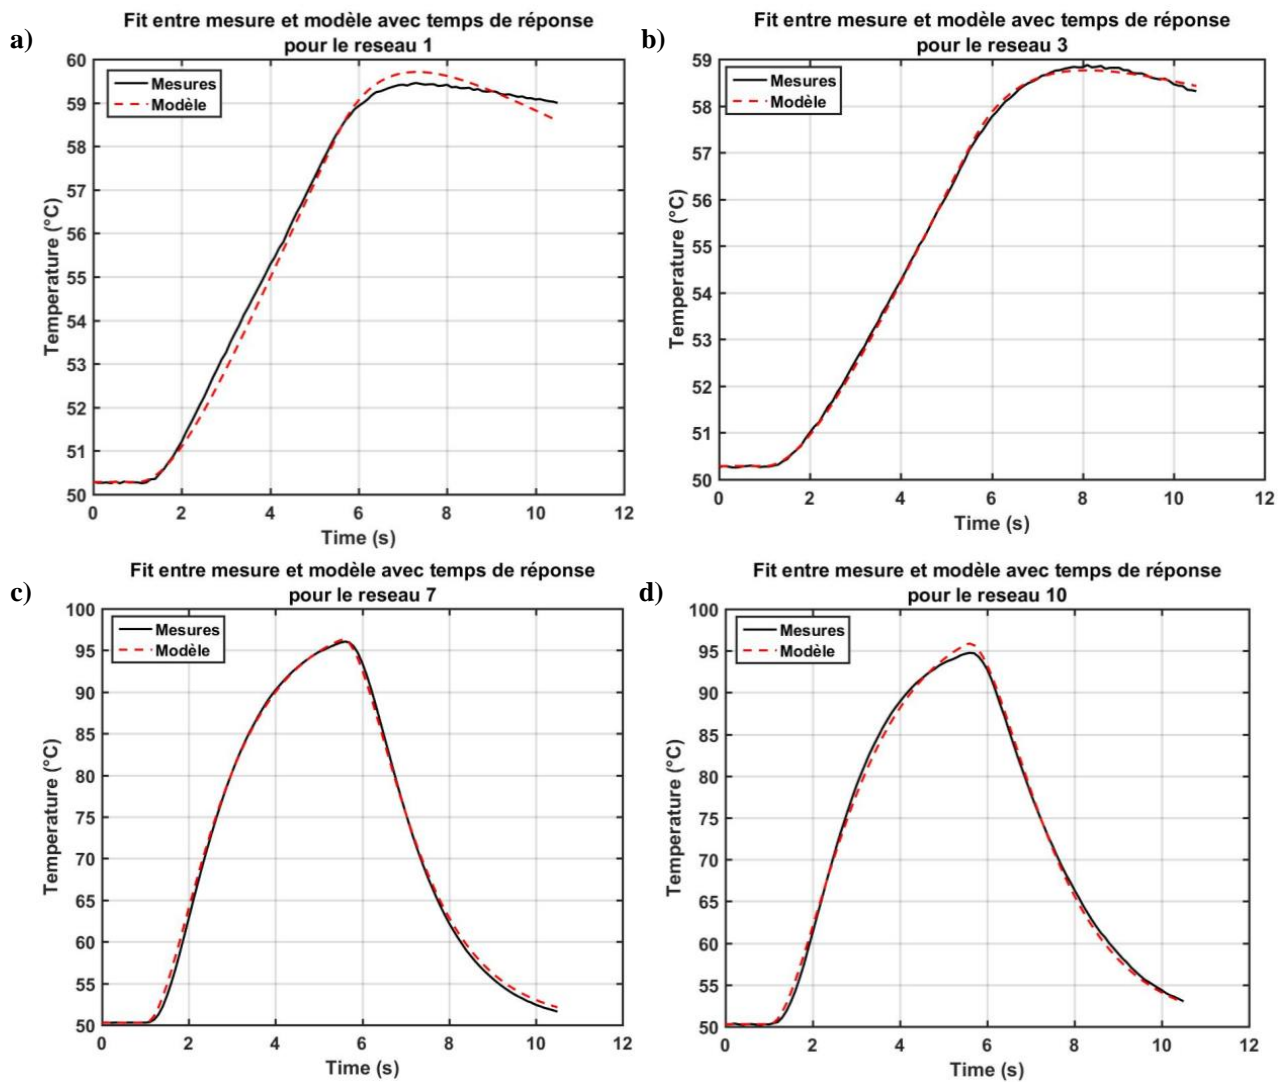 a)
Fit entre mesure et modèle avec temps de réponse
pour le reseau 1
Mesures
Modèle
60
59
58
57
56
55
54
53
52
51
50
Temperature (°C)
0 2 4 6 8 10 12
Time (s)
b)
Fit entre mesure et modèle avec temps de réponse
pour le reseau 3
Mesures
Modèle
59
58
57
56
55
54
53
52
51
50
Temperature (°C)
0 2 4 6 8 10 12
Time (s)
c)
Fit entre mesure et modèle avec temps de réponse
pour le reseau 7
Mesures
Modèle
100
95
90
85
80
75
70
65
60
55
50
Temperature (°C)
0 2 4 6 8 10 12
Time (s)
d)
Fit entre mesure et modèle avec temps de réponse
pour le reseau 10
Mesures
Modèle
100
95
90
85
80
75
70
65
60
55
50
Temperature (°C)
0 2 4 6 8 10 12
Time (s)